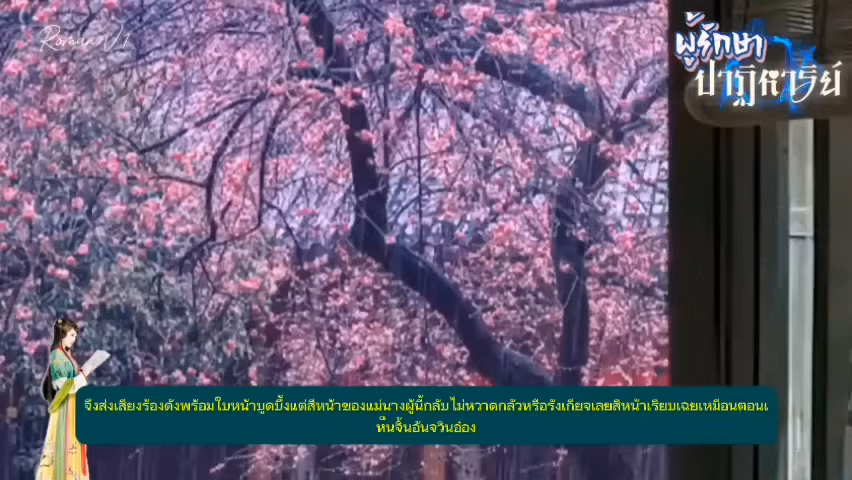 Roman V 1
ผู้รักษา
ปาฏิหาริย์
จึงส่งเสียงร้องดังพร้อมใบหน้าบูดบึ้งแต่สีหน้าของแม่นางผู้นี้กลับไม่หวาดกลัวหรือรังเกียจเลยสีหน้าเรียบเฉยเหมือนตอนเ
ห็นจิ้นอันจวินอ๋อง